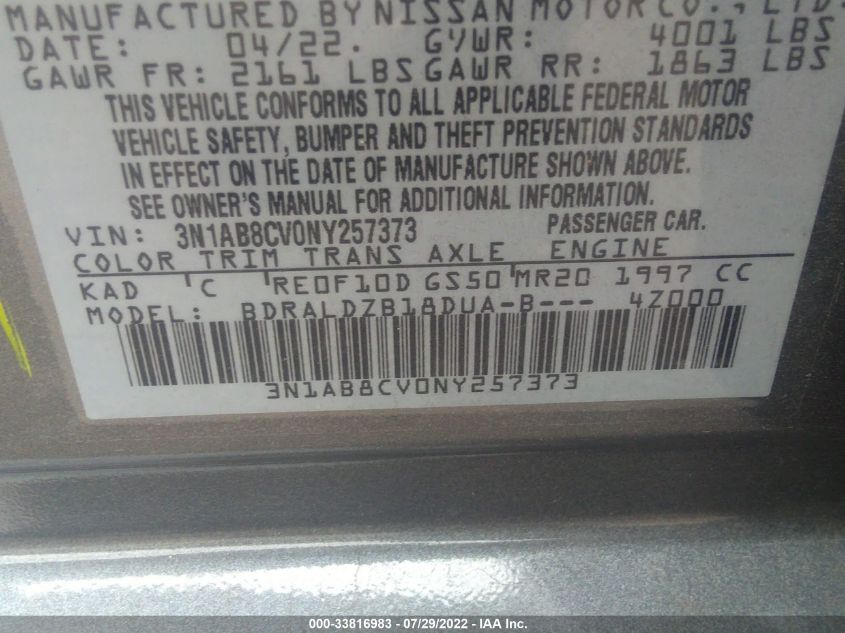 MANUFACTURED BY NISSAN MOTOR CO., LTD.
DATE: 04/22. GVWR: 4001 LBS
GAWR FR: 2161 LBS GAWR RR: 1863 LBS
THIS VEHICLE CONFORMS TO ALL APPLICABLE FEDERAL MOTOR
VEHICLE SAFETY, BUMPER AND THEFT PREVENTION STANDARDS
IN EFFECT ON THE DATE OF MANUFACTURE SHOWN ABOVE.
SEE OWNER'S MANUAL FOR ADDITIONAL INFORMATION.
VIN: 3N1AB8CV0NY257373 PASSENGER CAR.
COLOR TRIM TRANS AXLE ENGINE
KAD 'C 'RE0F10D GS50'MR20 1997 CC
MODEL: BDRALDZB18DUA-B--- 4Z000
3N1AB8CV0NY257373
000-33816983 - 07/29/2022 - IAA Inc.